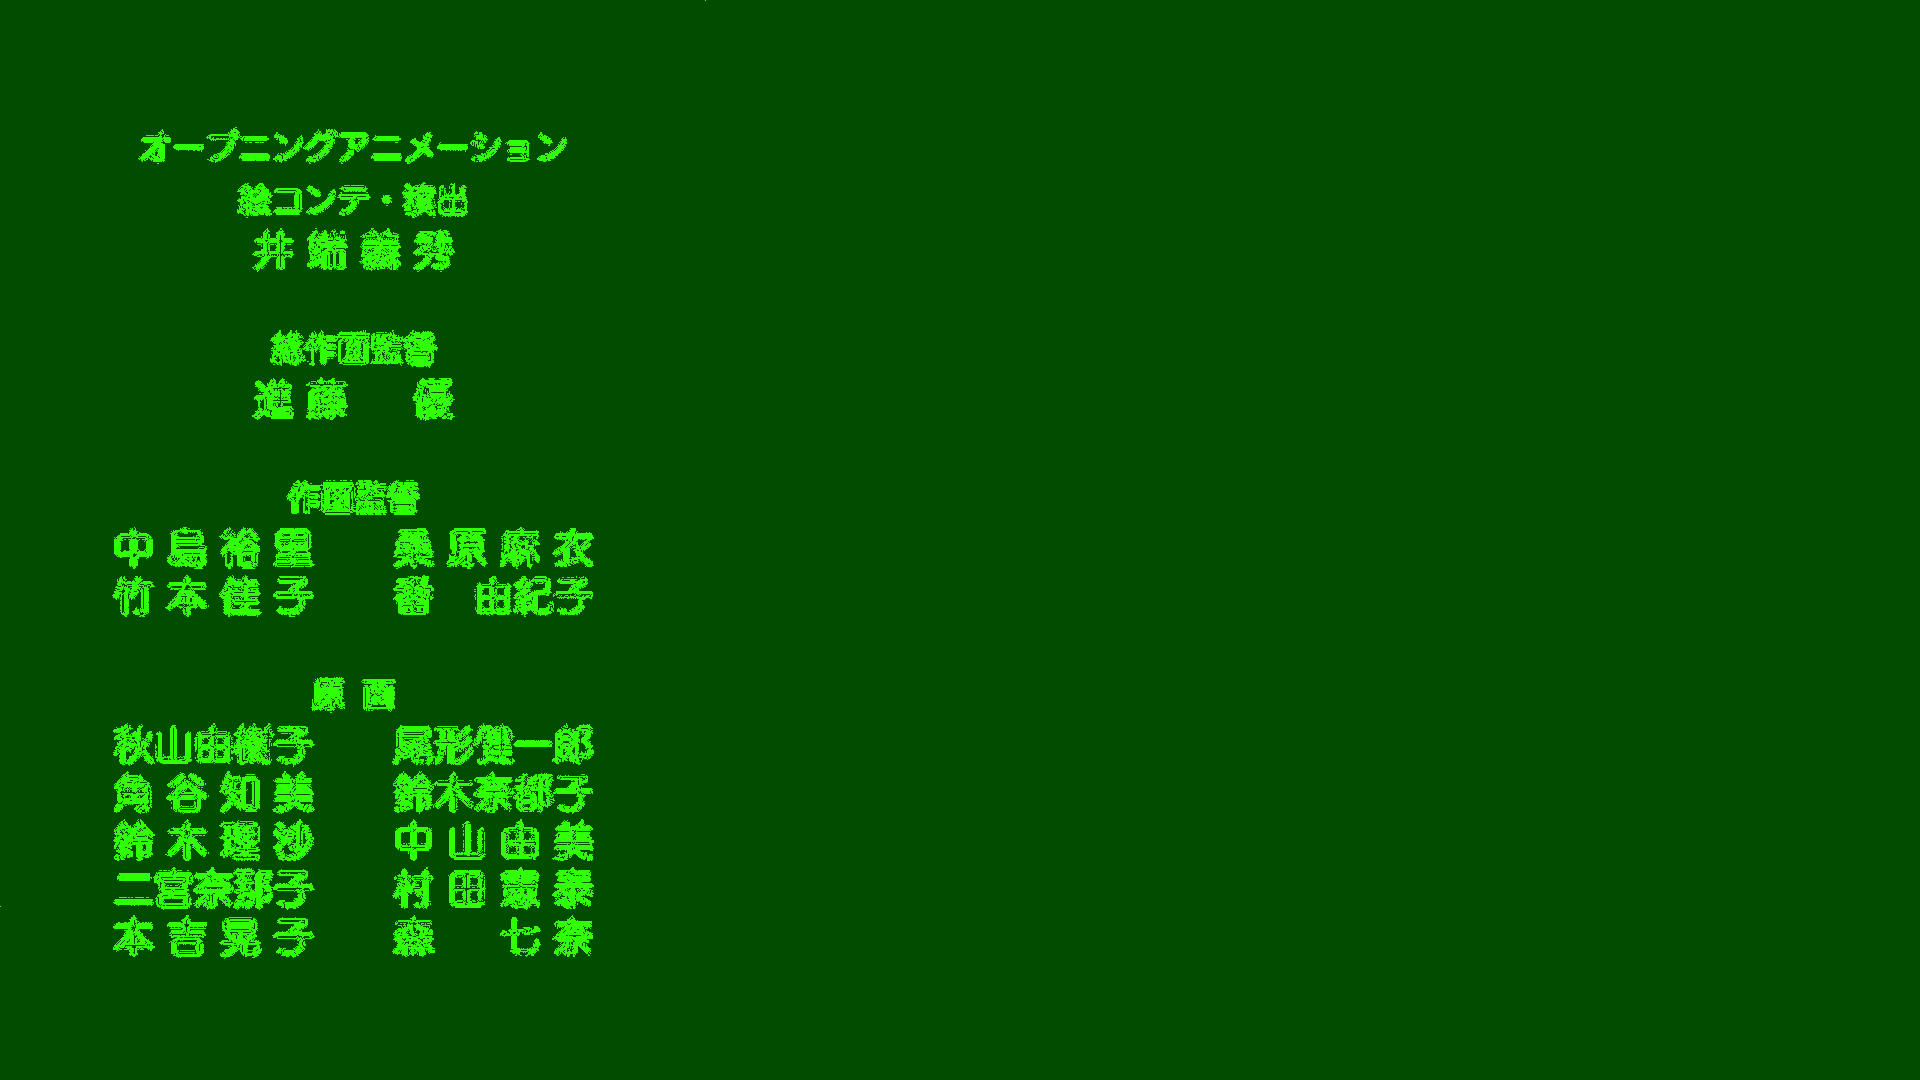 オープニングアニメーション
絵コンテ・演出
井端義秀
総作画監督
進藤 優
作画監督
中島裕里 桑原麻衣
竹本佳子 由紀子
原画
秋山由樹子 尾形健一郎
角谷知美 鈴木奈都子
鈴木理沙 中山由美
二宮奈那子 村田憲泰
本吉晃子 森 七奈